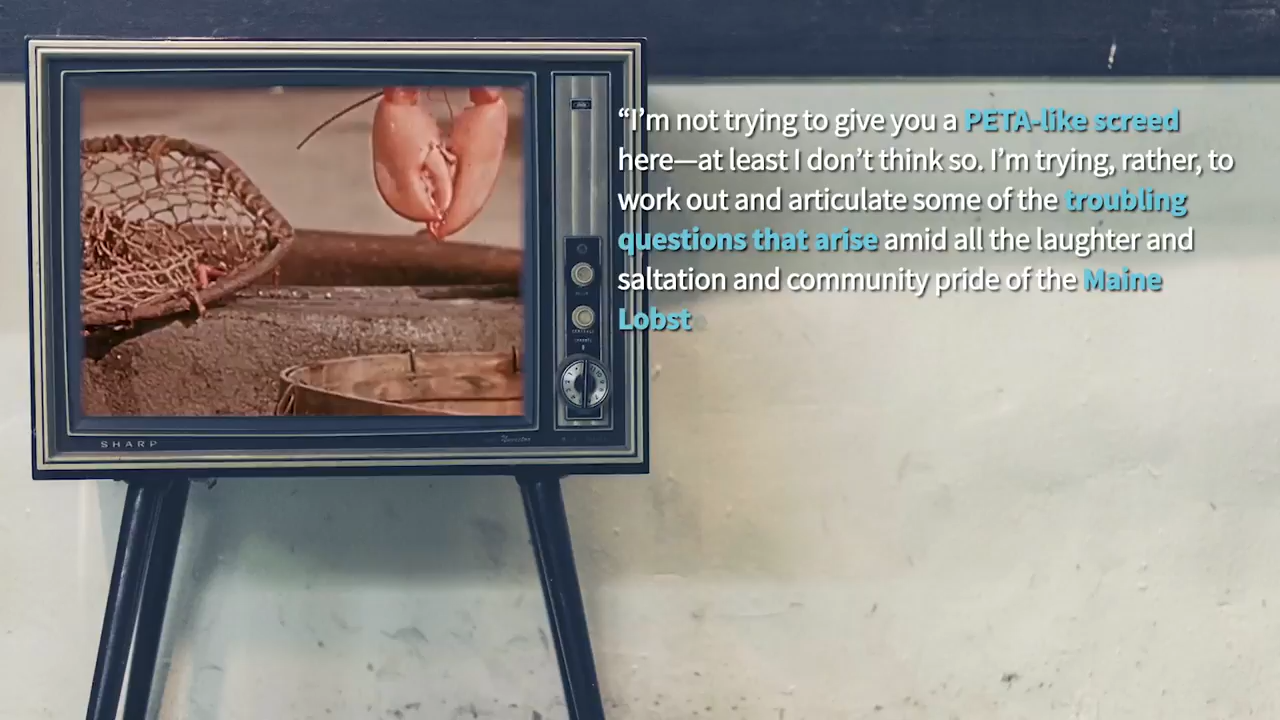 “I’m not trying to give you a PETA-like screed
here—at least I don’t think so. I’m trying, rather, to
work out and articulate some of the troubling
questions that arise amid all the laughter and
saltation and community pride of the Maine
Lobst
SHARP